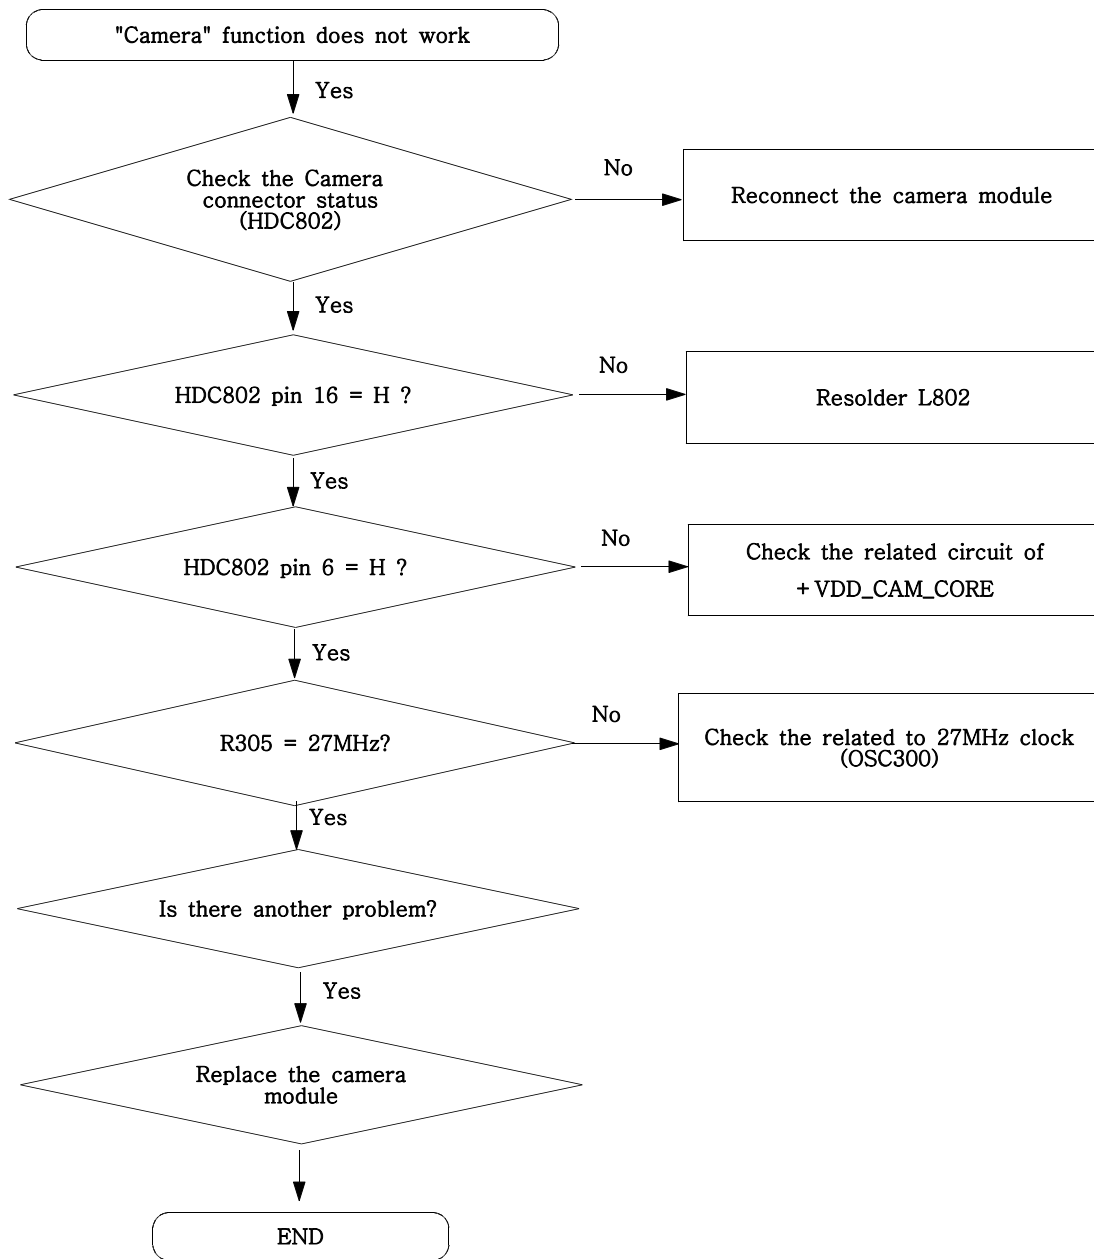 "Camera" function does not work
Yes
Check the Camera
connector status
(HDC802)
No
Reconnect the camera module
Yes
HDC802 pin 16 = H ?
No
Resolder L802
Yes
HDC802 pin 6 = H ?
No
Check the related circuit of
+VDD_CAM_CORE
Yes
R305 = 27MHz?
No
Check the related to 27MHz clock
(OSC300)
Yes
Is there another problem?
Yes
Replace the camera
module
END